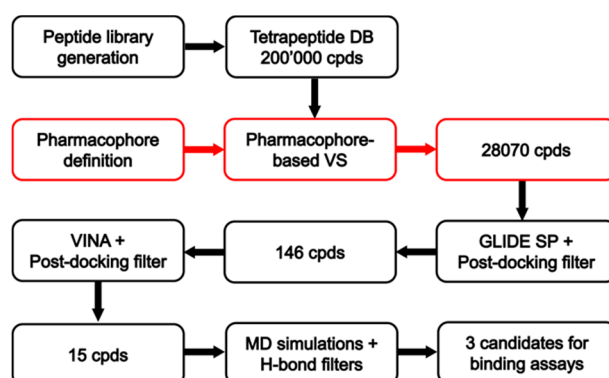 Peptide library
generation
Tetrapeptide DB
200'000 cpds
Pharmacophore
definition
Pharmacophore-
based VS
28070 cpds
VINA +
Post-docking filter
146 cpds
GLIDE SP +
Post-docking filter
15 cpds
MD simulations +
H-bond filters
3 candidates for
binding assays